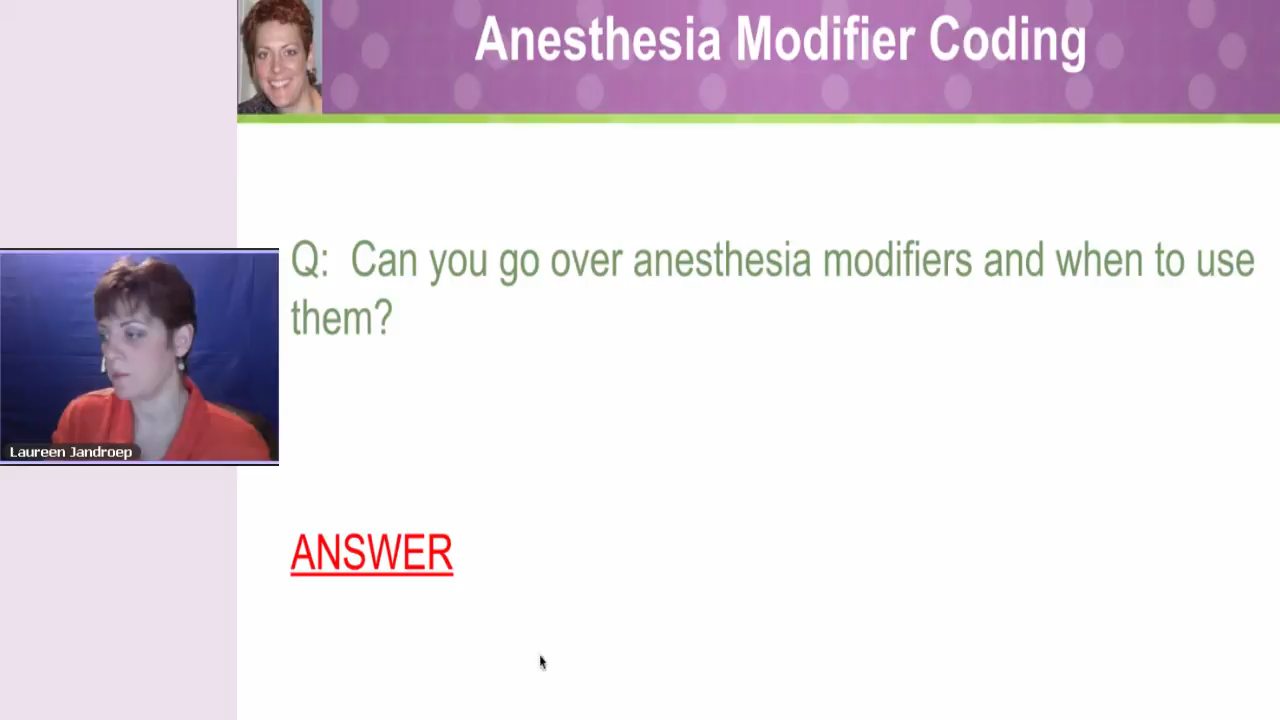 Anesthesia Modifier Coding
Q: Can you go over anesthesia modifiers and when to use
them?
Laureen Jandroep
ANSWER